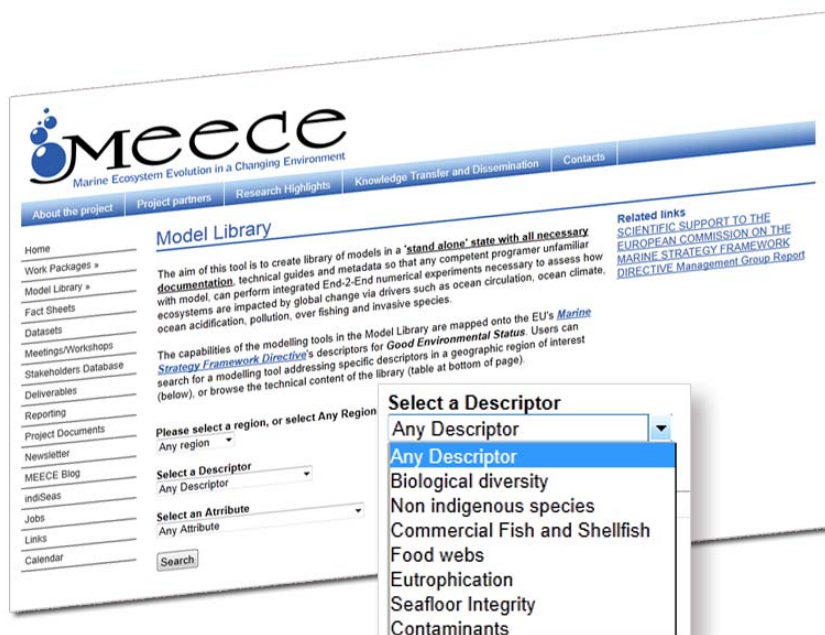 MEECE
Marine Ecosystem Evolution in a Changing Environment
About the project
Project partners
Research Highlights
Knowledge Transfer and Dissemination
Contacts
Home
Work Packages »
Model Library »
Fact Sheets
Datasets
Meetings/Workshops
Stakeholders Database
Deliverables
Reporting
Project Documents
Newsletter
MEECE Blog
indiSeas
Jobs
Links
Calendar
Model Library
The aim of this tool is to create library of models in a 'stand alone' state with all necessary
documentation, technical guides and metadata so that any competent programer unfamiliar
with model, can perform integrated End-2-End numerical experiments necessary to assess how
ecosystems are impacted by global change via drivers such as ocean circulation, ocean climate,
ocean acidification, pollution, over fishing and invasive species.
The capabilities of the modelling tools in the Model Library are mapped onto the EU's Marine
Strategy Framework Directive's descriptors for Good Environmental Status. Users can
search for a modelling tool addressing specific descriptors in a geographic region of interest
(below), or browse the technical content of the library (table at bottom of page).
Please select a region, or select Any Region
Any region
Select a Descriptor
Any Descriptor
Select an Atrribute
Any Attribute
Search
Related links
SCIENTIFIC SUPPORT TO THE
EUROPEAN COMMISSION ON THE
MARINE STRATEGY FRAMEWORK
DIRECTIVE Management Group Report
Select a Descriptor
Any Descriptor
Any Descriptor
Biological diversity
Non indigenous species
Commercial Fish and Shellfish
Food webs
Eutrophication
Seafloor Integrity
Contaminants